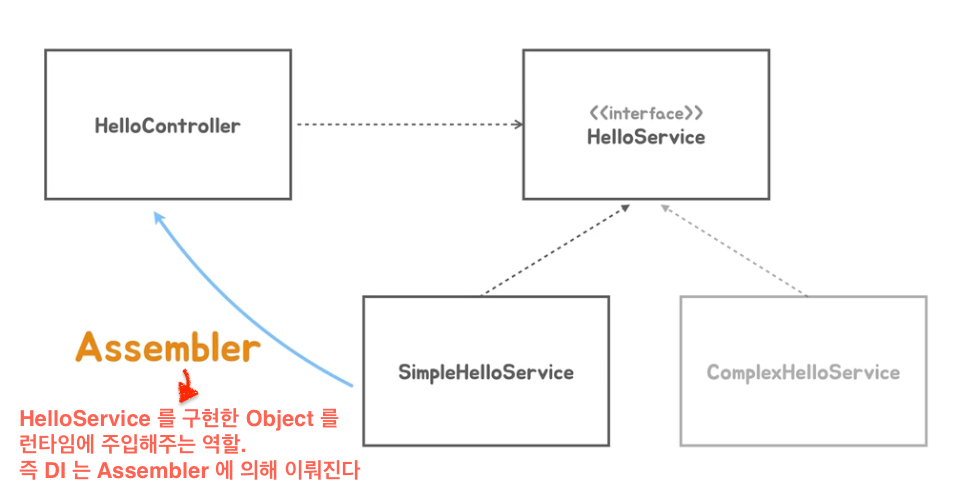 HelloController
<<interface>>
HelloService
Assembler
SimpleHelloService
ComplexHelloService
HelloService 를 구현한 Object 를
런타임에 주입해주는 역할.
즉 DI 는 Assembler 에 의해 이뤄진다